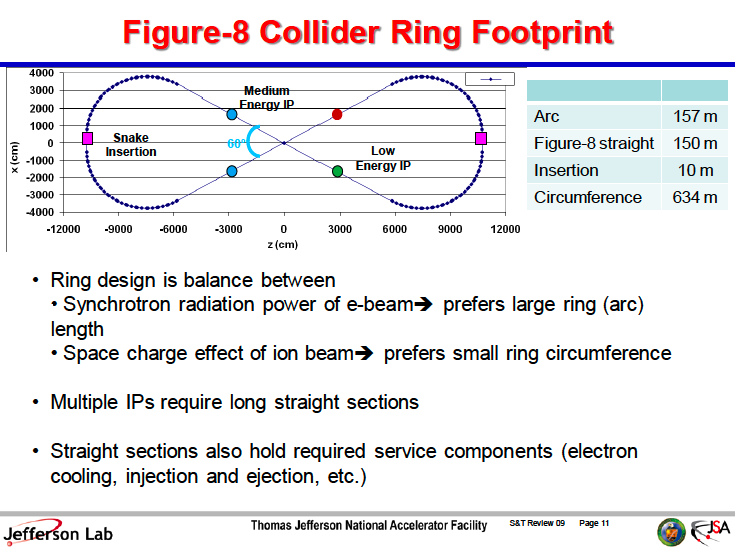 Figure-8 Collider Ring Footprint
4000
3000
2000
1000
0
-1000
-2000
-3000
-4000
x (cm)
-12000 -9000 -6000 -3000 0 3000 6000 9000 12000
z (cm)
Medium
Energy IP
Snake
Insertion
60°
Low
Energy IP
Arc 157 m
Figure-8 straight 150 m
Insertion 10 m
Circumference 634 m
• Ring design is balance between
• Synchrotron radiation power of e-beam➔ prefers large ring (arc)
length
• Space charge effect of ion beam➔ prefers small ring circumference
• Multiple IPs require long straight sections
• Straight sections also hold required service components (electron
cooling, injection and ejection, etc.)
Jefferson Lab
Thomas Jefferson National Accelerator Facility
S&T Review 09 Page 11
JSA